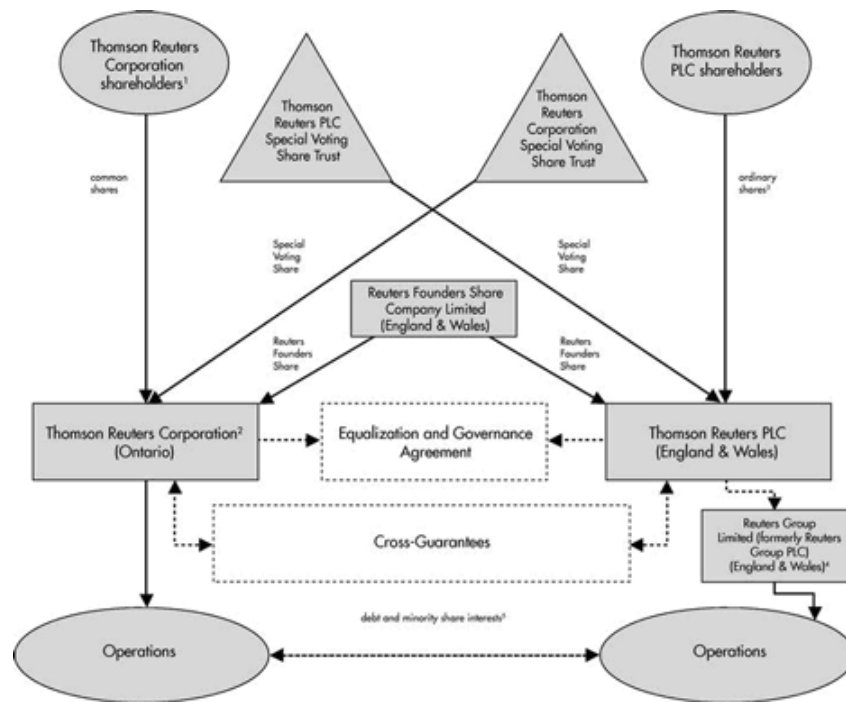 Thomson Reuters
Corporation
shareholders¹
Thomson Reuters
PLC shareholders
Thomson
Reuters PLC
Special Voting
Share Trust
Thomson
Reuters
Corporation
Special Voting
Share Trust
common
shares
ordinary
shares³
Special
Voting
Share
Special
Voting
Share
Reuters Founders Share
Company Limited
(England & Wales)
Reuters
Founders
Share
Reuters
Founders
Share
Thomson Reuters Corporation²
(Ontario)
Equalization and Governance
Agreement
Thomson Reuters PLC
(England & Wales)
Cross-Guarantees
Reuters Group
Limited (formerly Reuters
Group PLC)
(England & Wales)⁴
debt and minority share interests⁵
Operations
Operations